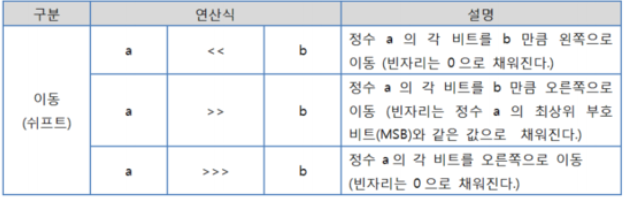 구분 연산식 설명
이동
(쉬프트)
a << b
정수 a 의 각 비트를 b 만큼 왼쪽으로
이동 (빈자리는 0 으로 채워진다.)
a >> b
정수 a 의 각 비트를 b 만큼 오른쪽으로
이동 (빈자리는 정수 a 의 최상위 부호
비트(MSB)와 같은 값으로 채워진다.)
a >>> b
정수 a 의 각 비트를 오른쪽으로 이동
(빈자리는 0 으로 채워진다.)